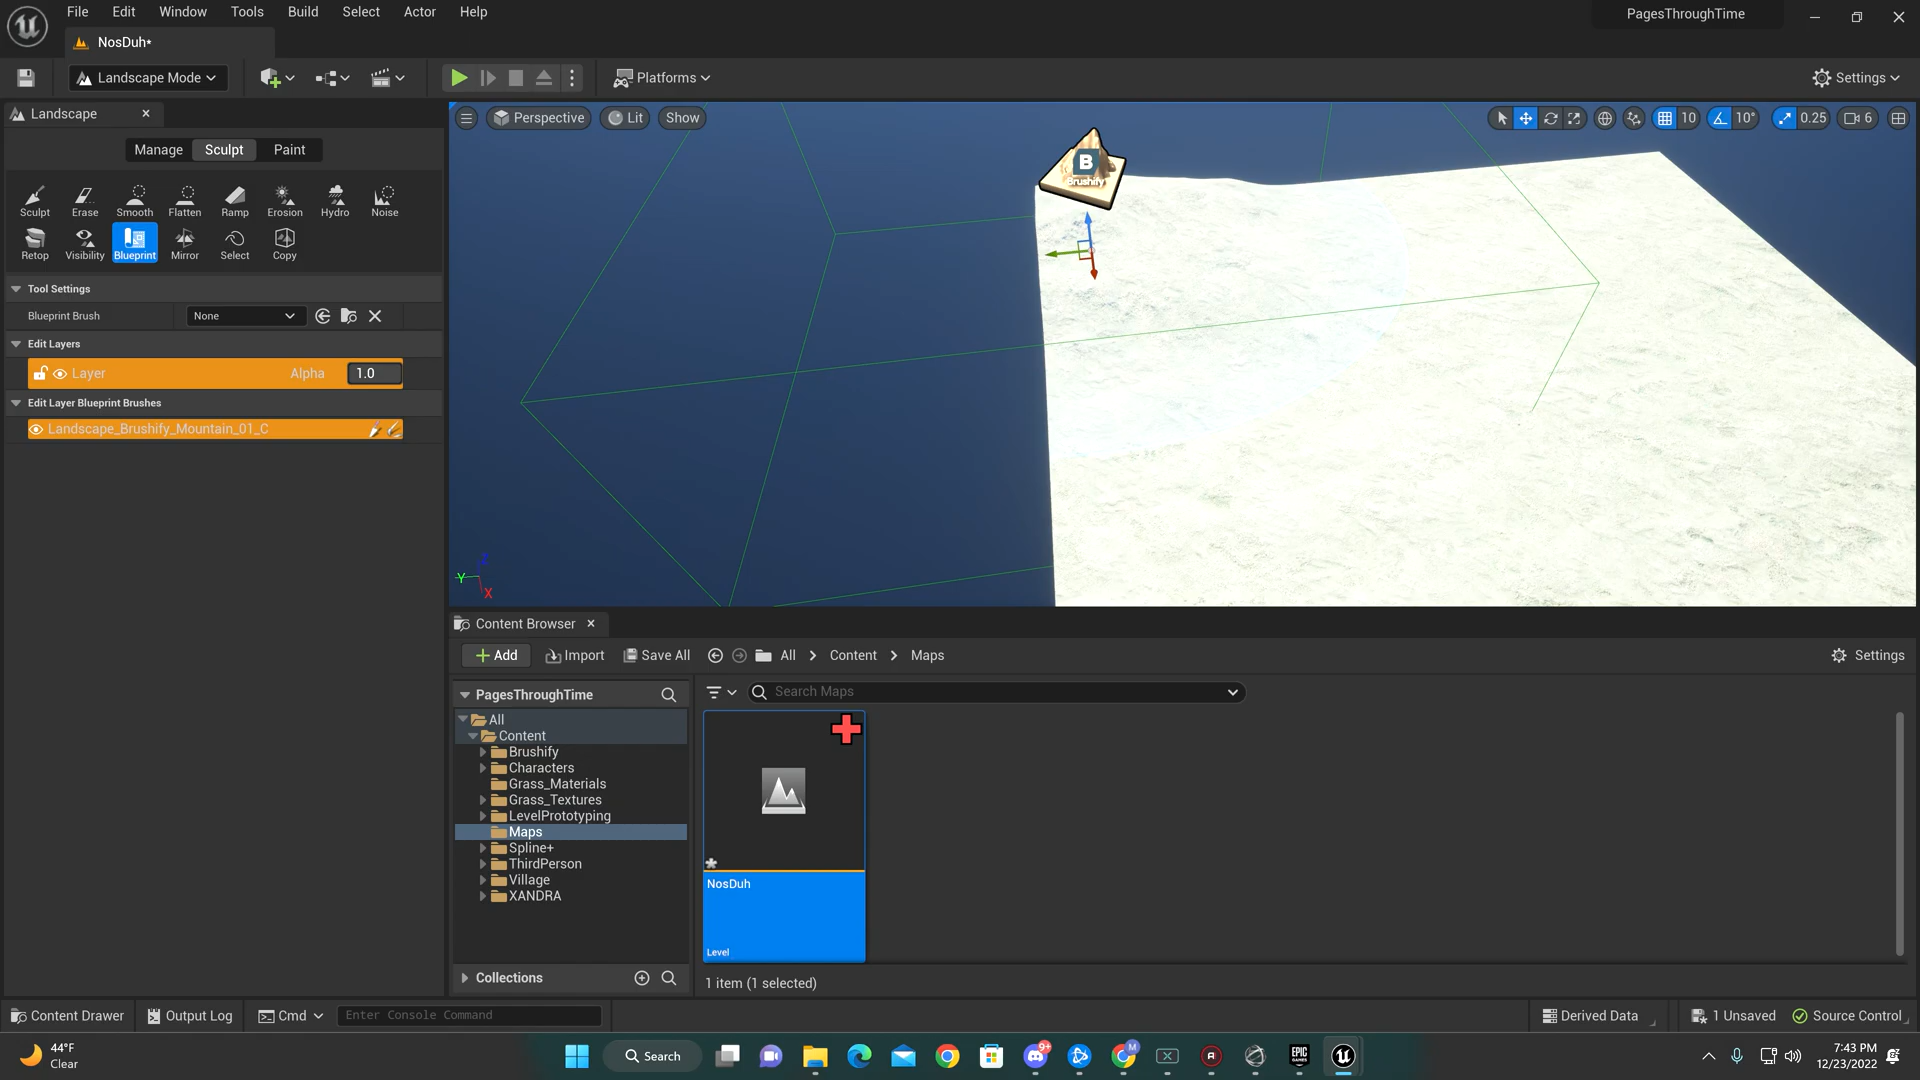 File Edit Window Tools Build Select Actor Help
PagesThroughTime
NosDuh*
Landscape Mode
Platforms
Settings
Landscape
Manage Sculpt Paint
Sculpt Erase Smooth Flatten Ramp Erosion Hydro Noise
Retop Visibility Blueprint Mirror Select Copy
Tool Settings
Blueprint Brush None
Edit Layers
Layer Alpha 1.0
Edit Layer Blueprint Brushes
Landscape_Brushify_Mountain_01_C
Perspective Lit Show
10 10° 0.25 6
B
Brushify
Z
Y
X
Content Browser
Add Import Save All All Content Maps
Settings
PagesThroughTime
Search Maps
All
Content
Brushify
Characters
Grass_Materials
Grass_Textures
LevelPrototyping
Maps
Spline+
ThirdPerson
Village
XANDRA
NosDuh
Level
Collections
1 item (1 selected)
Content Drawer Output Log Cmd Enter Console Command
Derived Data 1 Unsaved Source Control
44°F
Clear
Search
9+
M
EPIC
GAMES
7:43 PM
12/23/2022